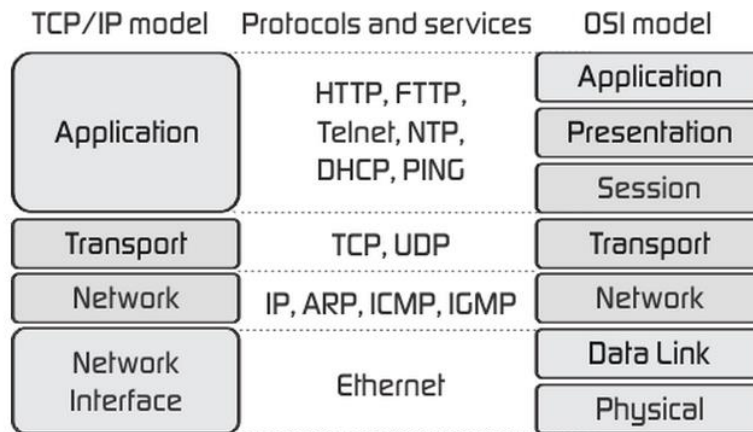 TCP/IP model Protocols and services OSI model
Application
HTTP, FTTP,
Telnet, NTP,
DHCP, PING
Application
Presentation
Session
Transport TCP, UDP Transport
Network IP, ARP, ICMP, IGMP Network
Network
Interface
Ethernet
Data Link
Physical